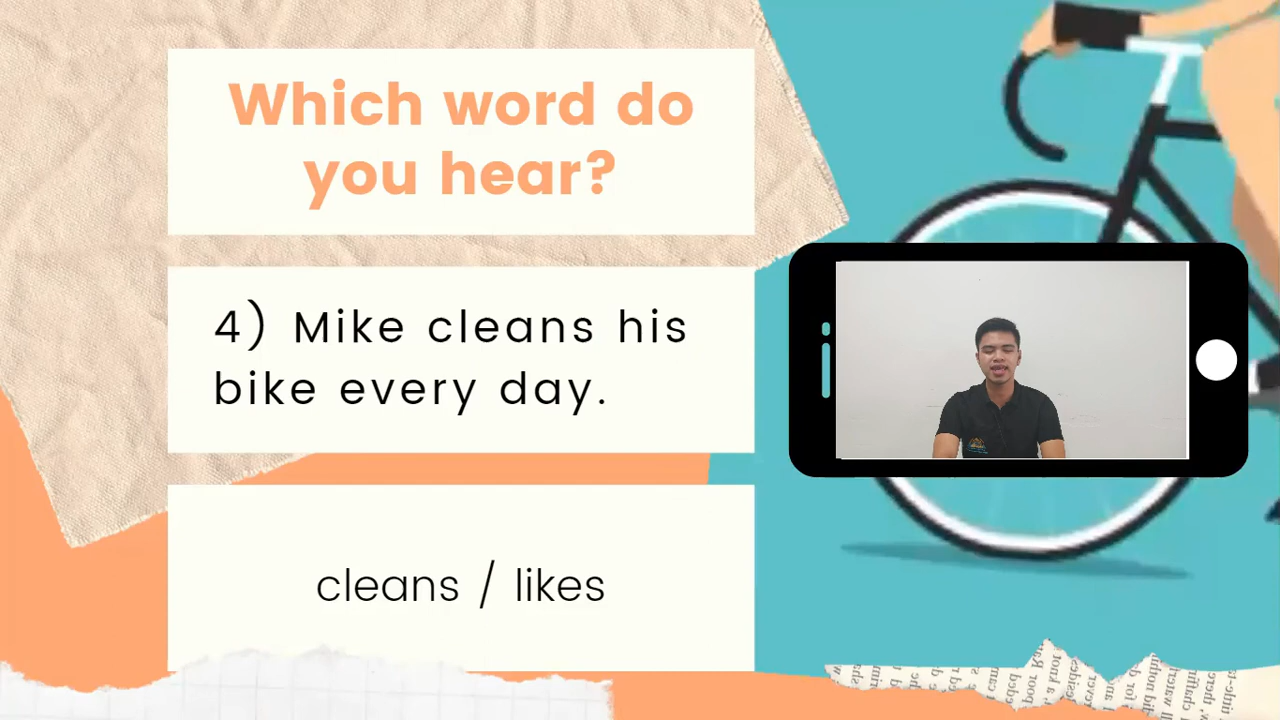 Which word do
you hear?
4) Mike cleans his
bike every day.
cleans / likes